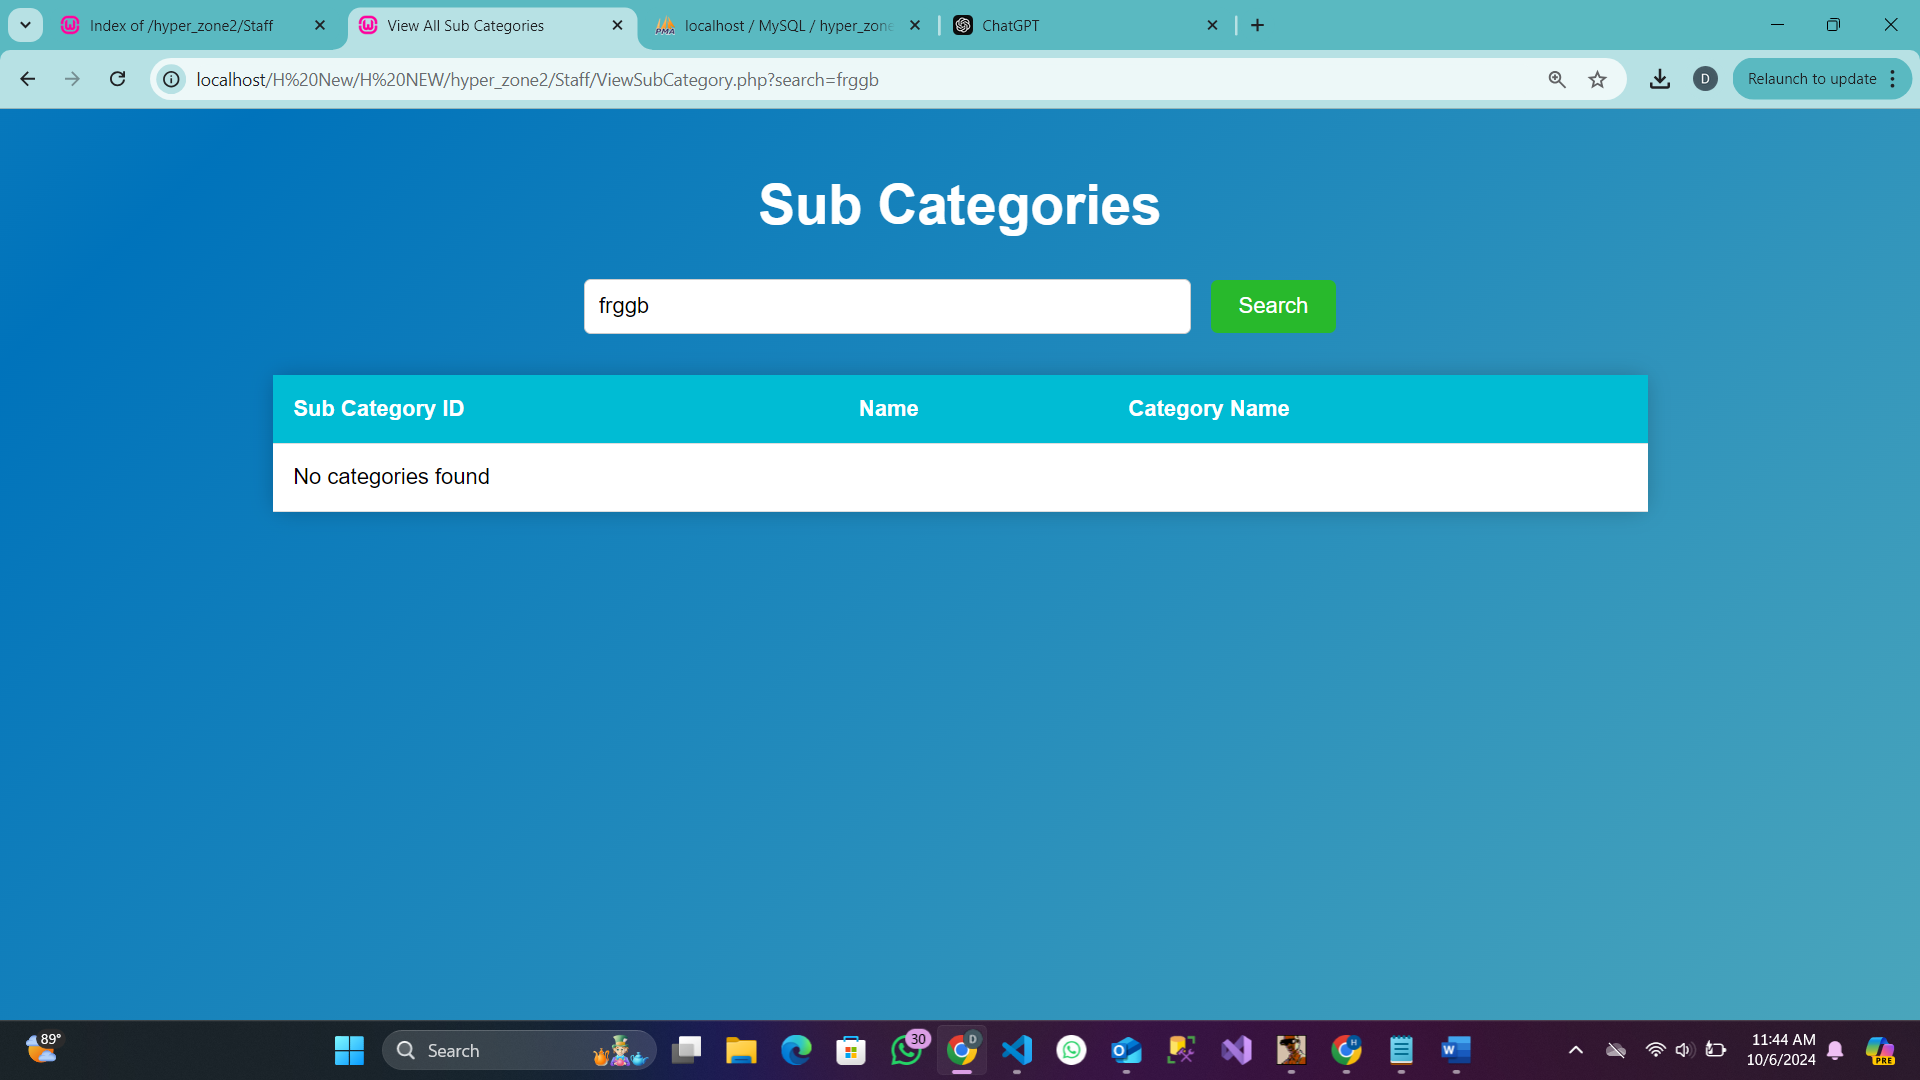 Index of /hyper_zone2/Staff
View All Sub Categories
localhost / MySQL / hyper_zone
ChatGPT
localhost/H%20New/H%20NEW/hyper_zone2/Staff/ViewSubCategory.php?search=frggb
D
Relaunch to update
Sub Categories
frggb
Search
Sub Category ID Name Category Name
No categories found
89°
Search
30
D
H
11:44 AM
10/6/2024
PRE